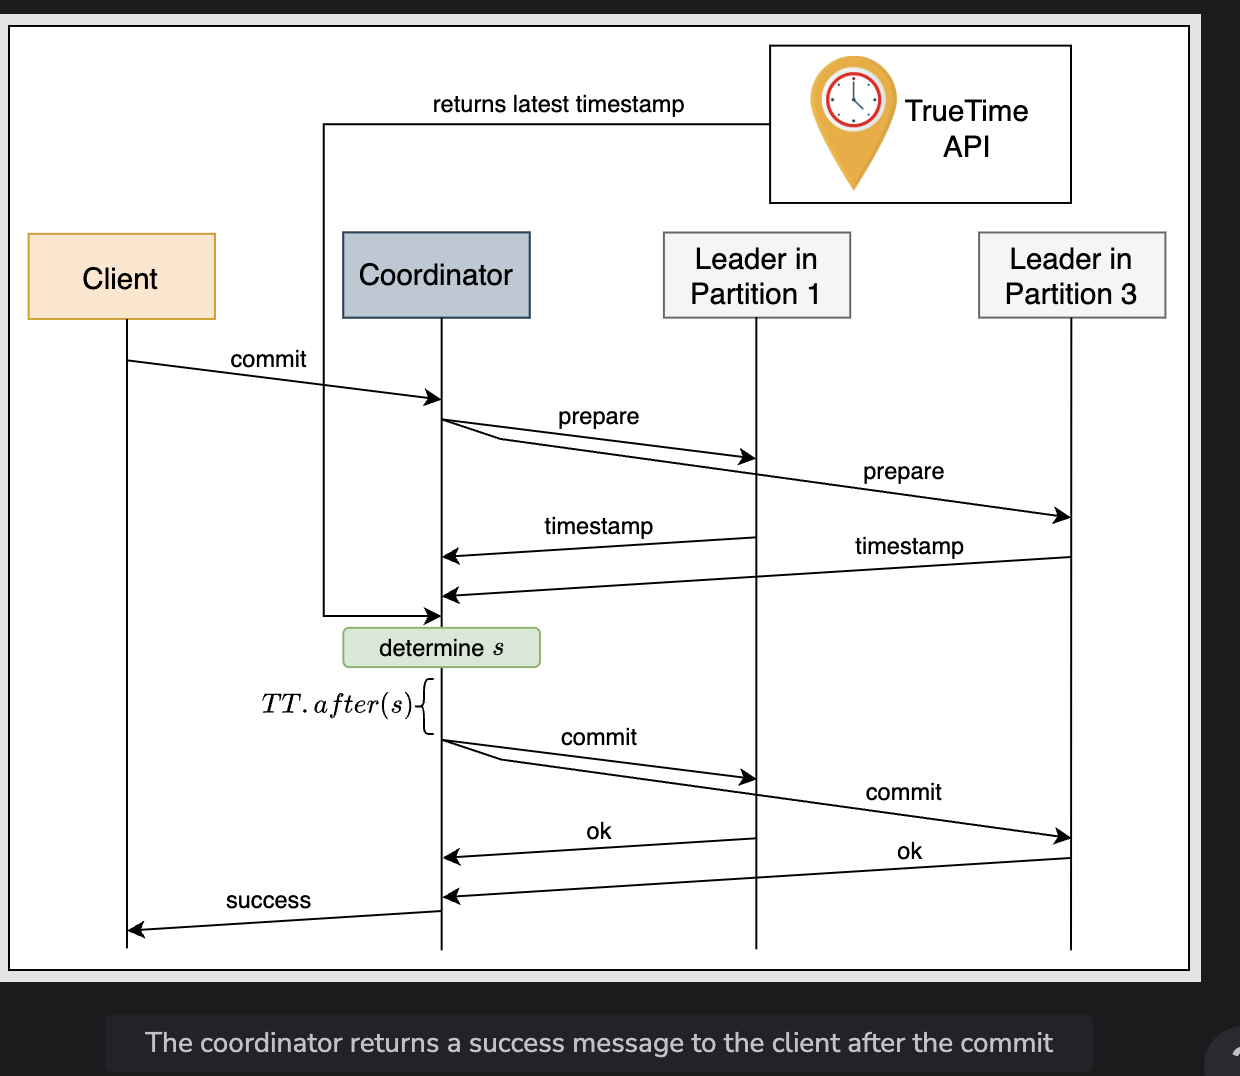 returns latest timestamp
TrueTime
API
Client
Coordinator
Leader in
Partition 1
Leader in
Partition 3
commit
prepare
prepare
timestamp
timestamp
determine s
TT.after(s){
commit
commit
ok
ok
success
The coordinator returns a success message to the client after the commit